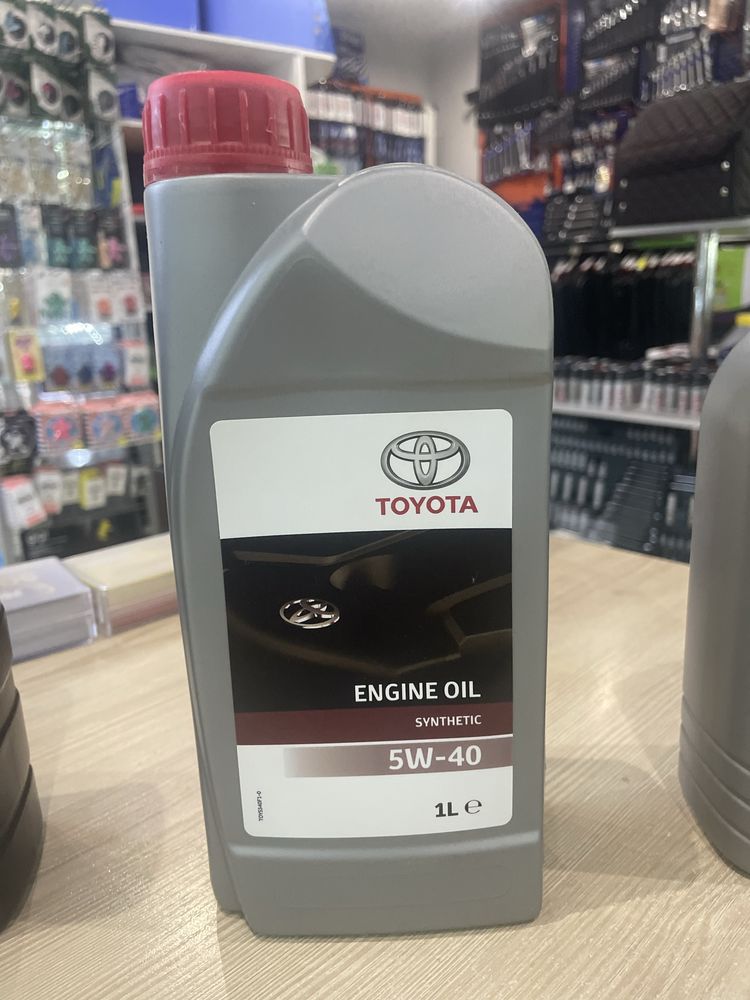 TOYOTA
ENGINE OIL
SYNTHETIC
5W-40
1L ℮